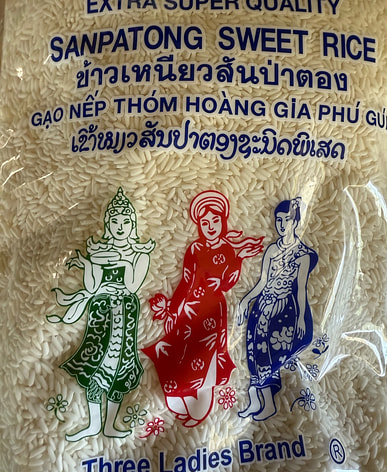 EXTRA SUPER QUALITY
SANPATONG SWEET RICE
ข้าวเหนียวสันป่าตอง
GẠO NẾP THÓM HOÀNG GIA PHÚ
ເຂົ້າໜຽວສັນປາຕອງຊະນິດພິເສດ
Three Ladies Brand ®